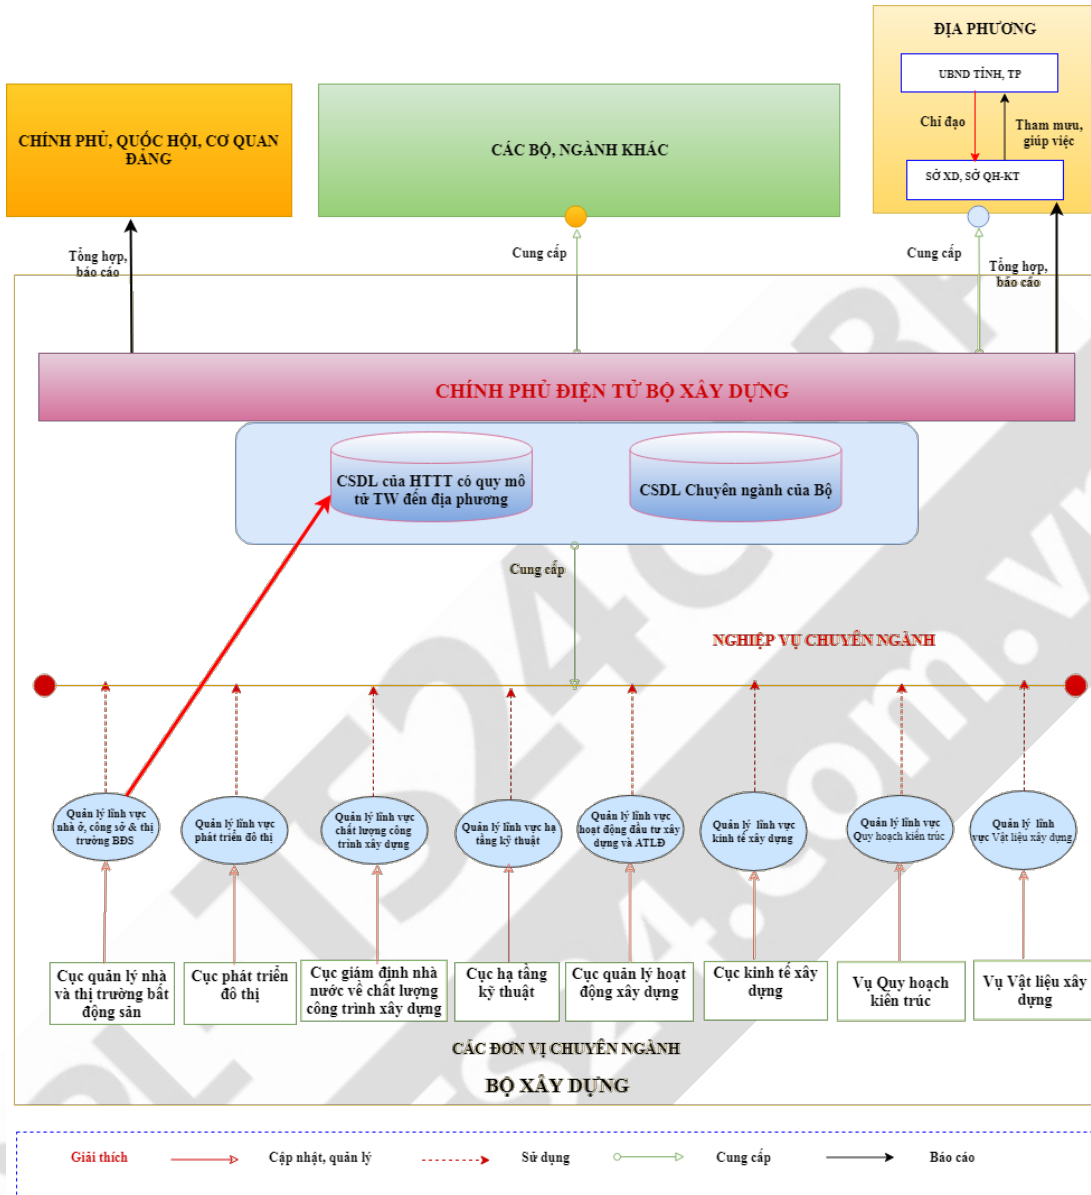 ĐỊA PHƯƠNG
UBND TỈNH, TP
Chỉ đạo
Tham mưu,
giúp việc
SỞ XD, SỞ QH-KT
CHÍNH PHỦ, QUỐC HỘI, CƠ QUAN
ĐẢNG
CÁC BỘ, NGÀNH KHÁC
Tổng hợp,
báo cáo
Cung cấp
Cung cấp
Tổng hợp,
báo cáo
CHÍNH PHỦ ĐIỆN TỬ BỘ XÂY DỰNG
CSDL của HTTT có quy mô
từ TW đến địa phương
CSDL Chuyên ngành của Bộ
Cung cấp
NGHIỆP VỤ CHUYÊN NGÀNH
Quản lý lĩnh vực
nhà ở, công sở & thị
trường BĐS
Quản lý lĩnh vực
phát triển đô thị
Quản lý lĩnh vực
chất lượng công
trình xây dựng
Quản lý lĩnh vực hạ
tầng kỹ thuật
Quản lý lĩnh vực
hoạt động đầu tư xây
dựng và ATLĐ
Quản lý lĩnh vực
kinh tế xây dựng
Quản lý lĩnh vực
Quy hoạch kiến trúc
Quản lý lĩnh
vực Vật liệu xây dựng
Cục quản lý nhà
và thị trường bất
động sản
Cục phát triển
đô thị
Cục giám định nhà
nước về chất lượng
công trình xây dựng
Cục hạ tầng
kỹ thuật
Cục quản lý hoạt
động xây dựng
Cục kinh tế xây
dựng
Vụ Quy hoạch
kiến trúc
Vụ Vật liệu xây
dựng
CÁC ĐƠN VỊ CHUYÊN NGÀNH
BỘ XÂY DỰNG
Giải thích
Cập nhật, quản lý
Sử dụng
Cung cấp
Báo cáo